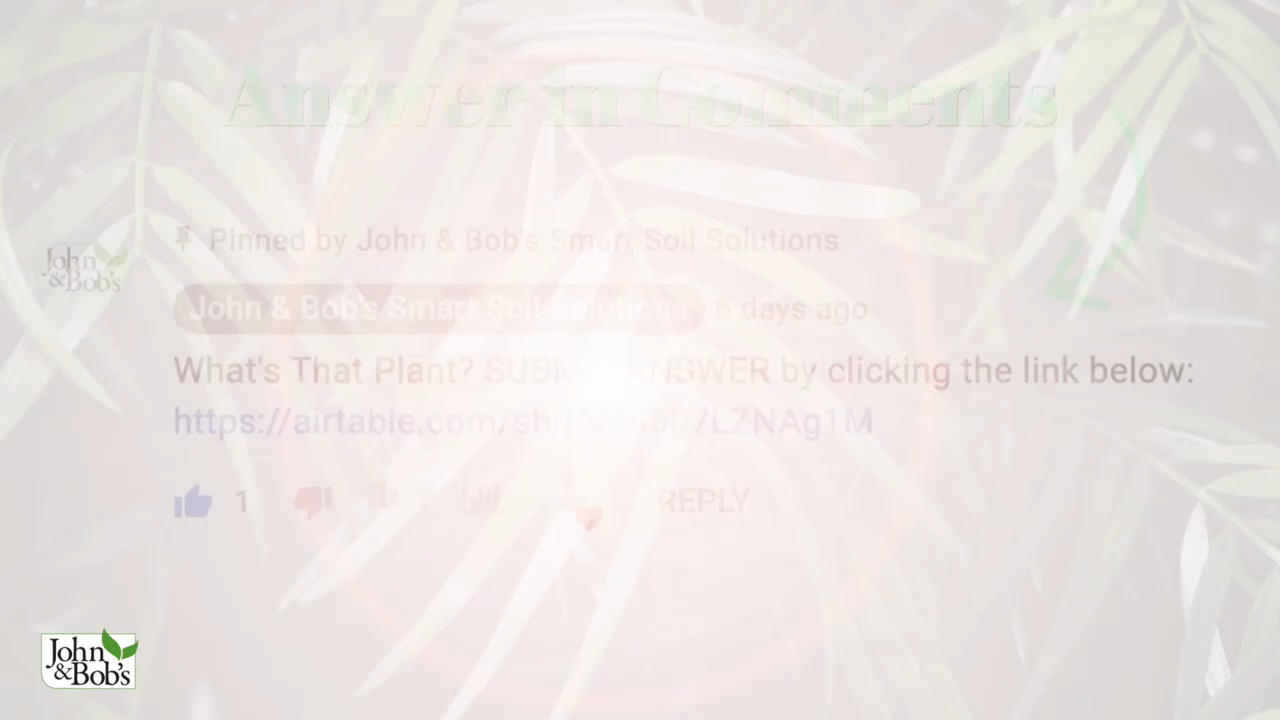 Answer in Comments
Pinned by John & Bob's Smart Soil Solutions
John & Bob's
John & Bob's Smart Soil Solutions 6 days ago
What's That Plant? ANSWER by clicking the link below:
1 REPLY
John & Bob's